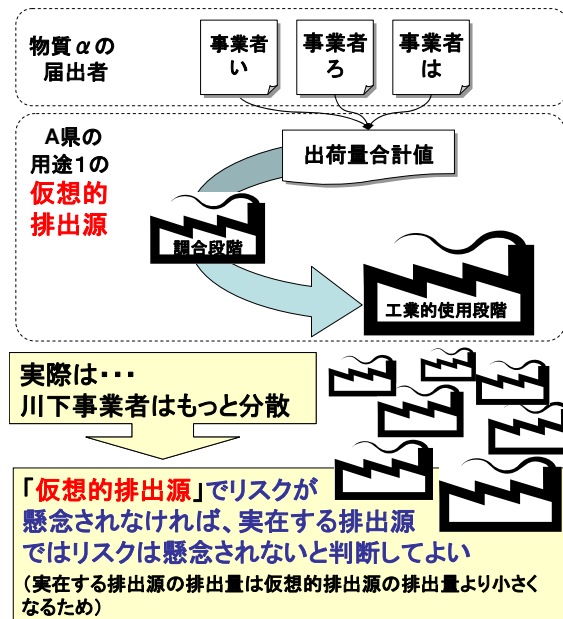 物質αの
届出者
事業者
い
事業者
ろ
事業者
は
A県の
用途1の
仮想的
排出源
出荷量合計値
調合段階
工業的使用段階
実際は・・・
川下事業者はもっと分散
「仮想的排出源」でリスクが
懸念されなければ、実在する排出源
ではリスクは懸念されないと判断してよい
（実在する排出源の排出量は仮想的排出源の排出量より小さく
なるため）